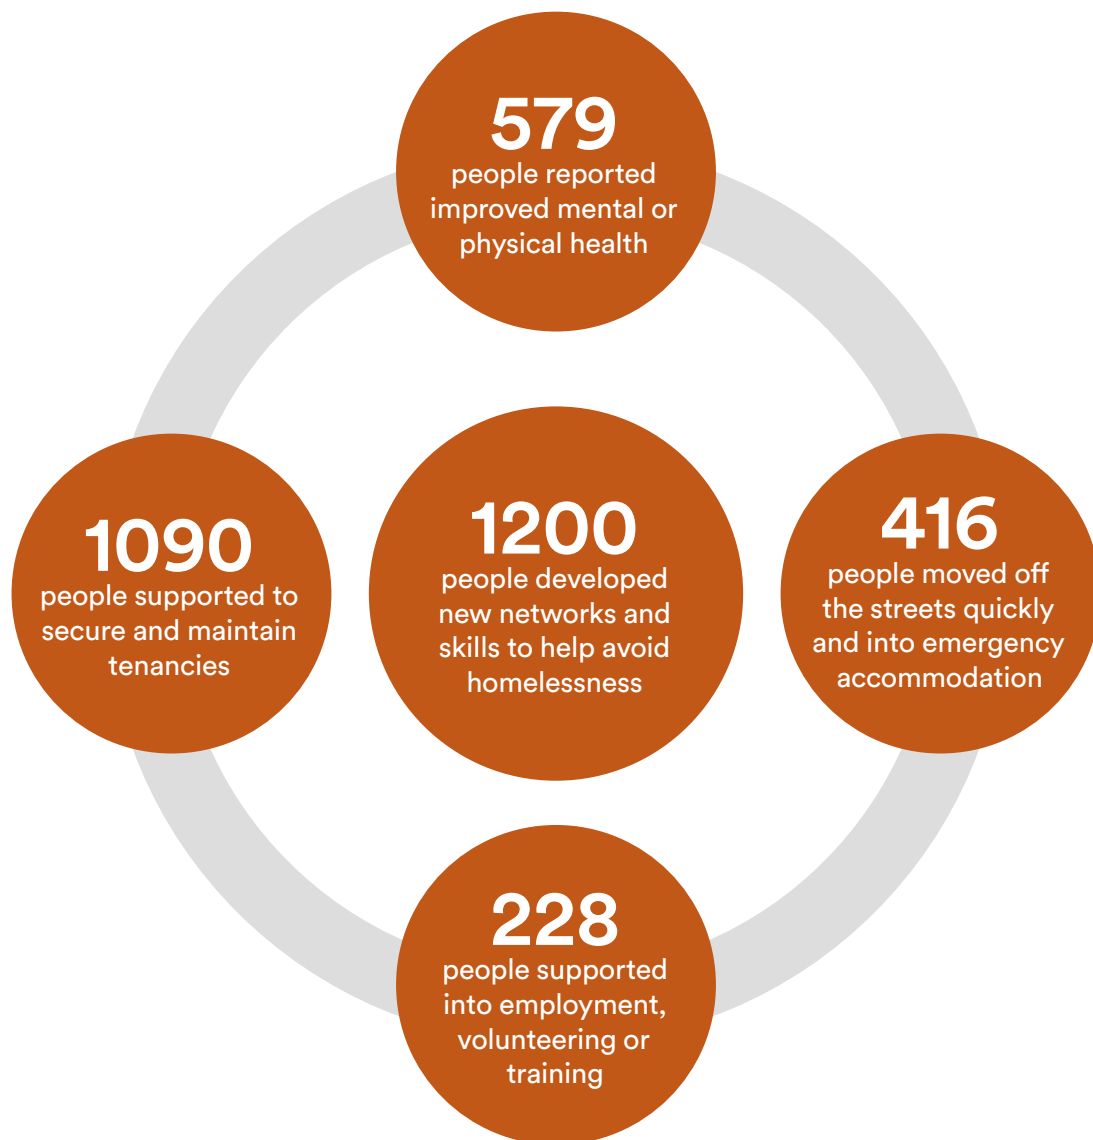 579
people reported
improved mental or
physical health
1090
people supported to
secure and maintain
tenancies
1200
people developed
new networks and
skills to help avoid
homelessness
416
people moved off
the streets quickly
and into emergency
accommodation
228
people supported
into employment,
volunteering or
training